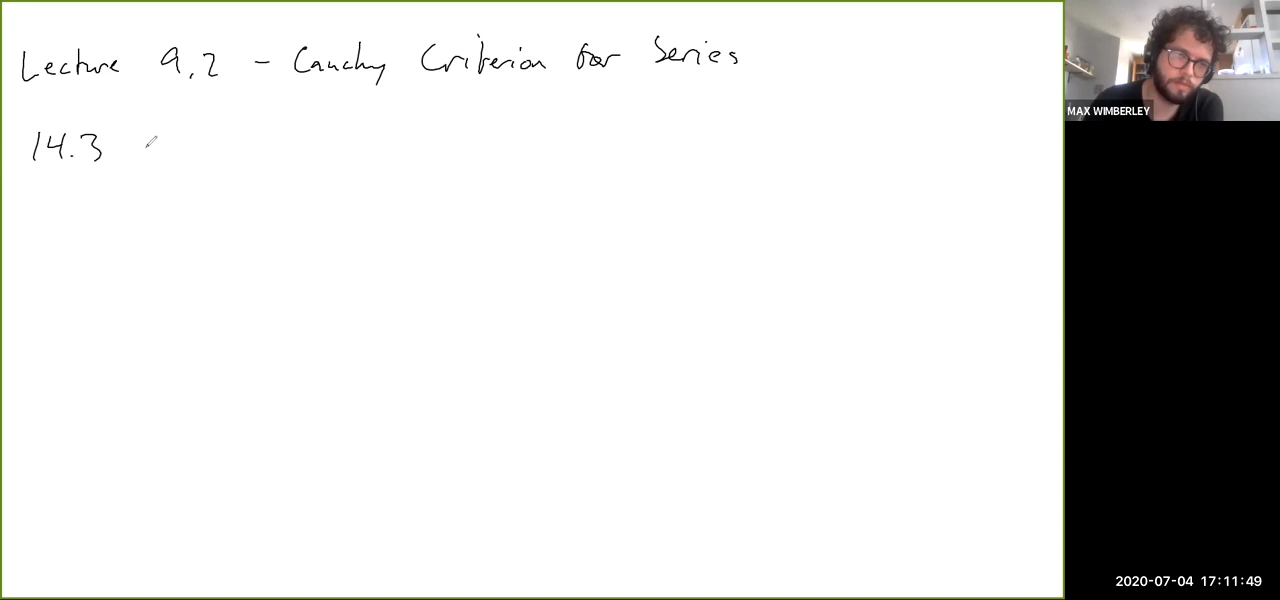 Lecture 9.2 - Cauchy Criterion for Series
MAX WIMBERLEY
14.3
2020-07-04 17:11:49